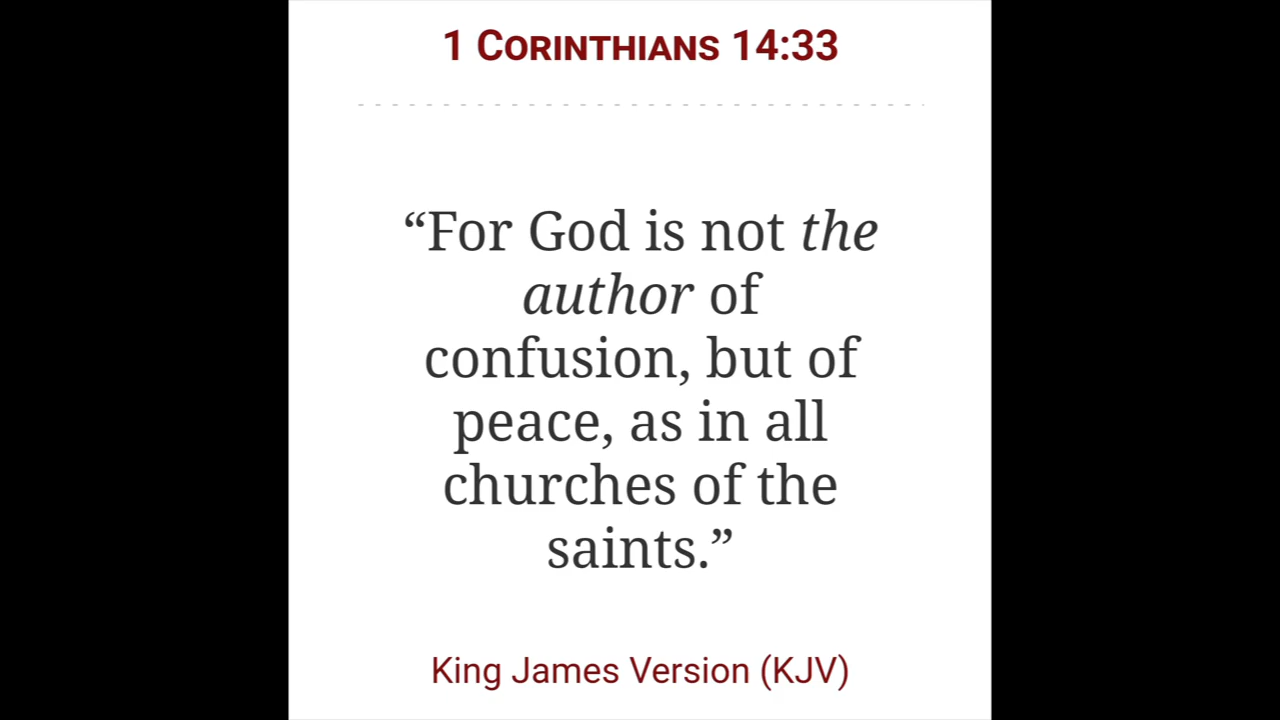 1 CORINTHIANS 14:33
“For God is not the
author of
confusion, but of
peace, as in all
churches of the
saints.”
King James Version (KJV)